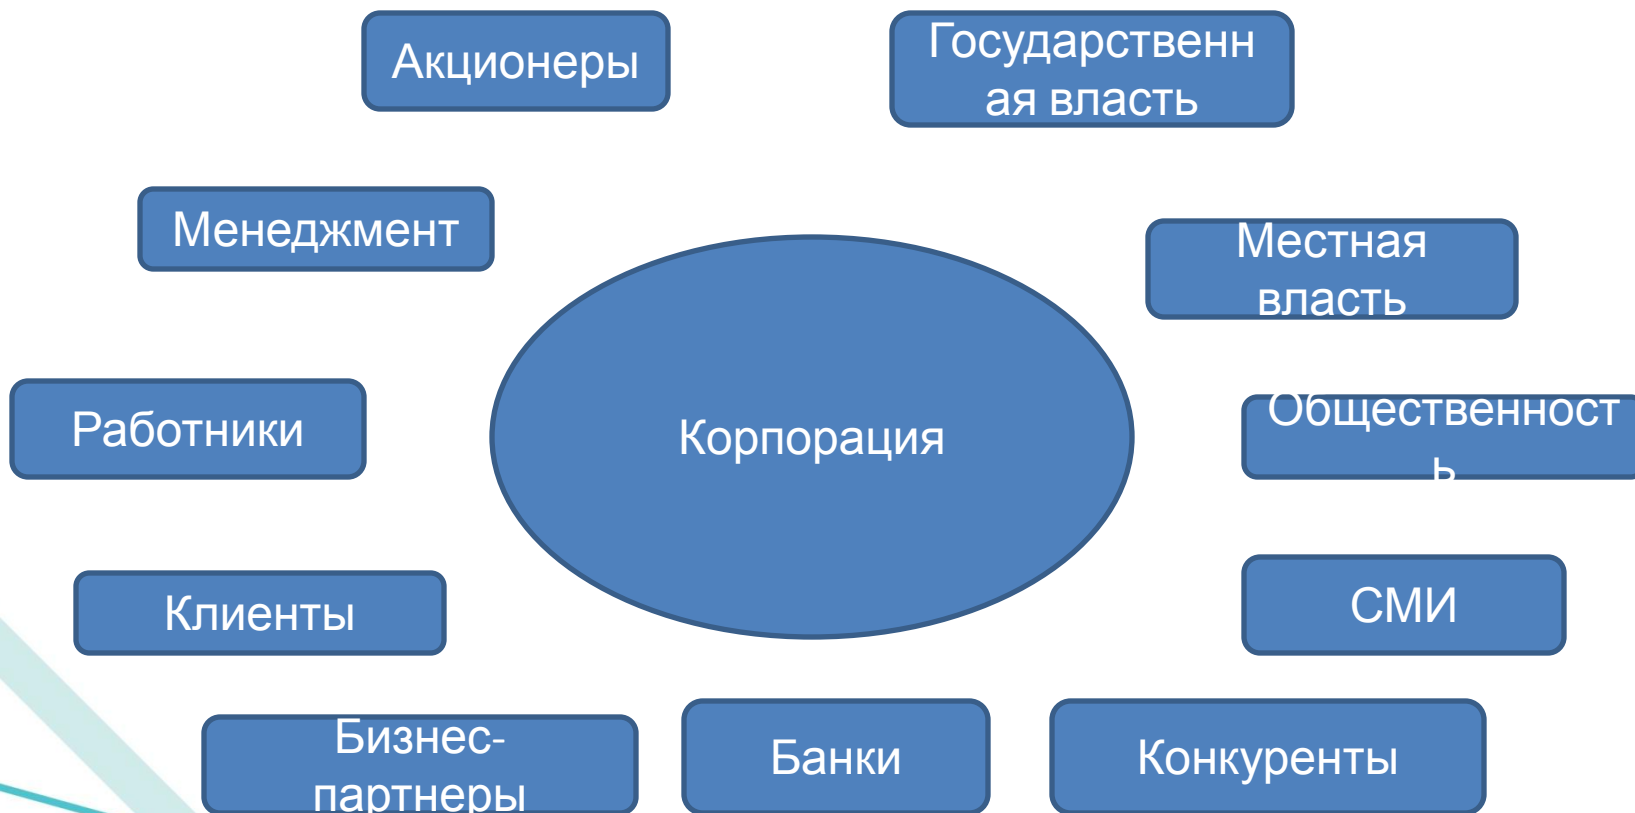 Акционеры
Государственн
ая власть
Менеджмент
Местная
власть
Работники
Общественност
ь
Корпорация
Клиенты
СМИ
Бизнес-
партнеры
Банки
Конкуренты